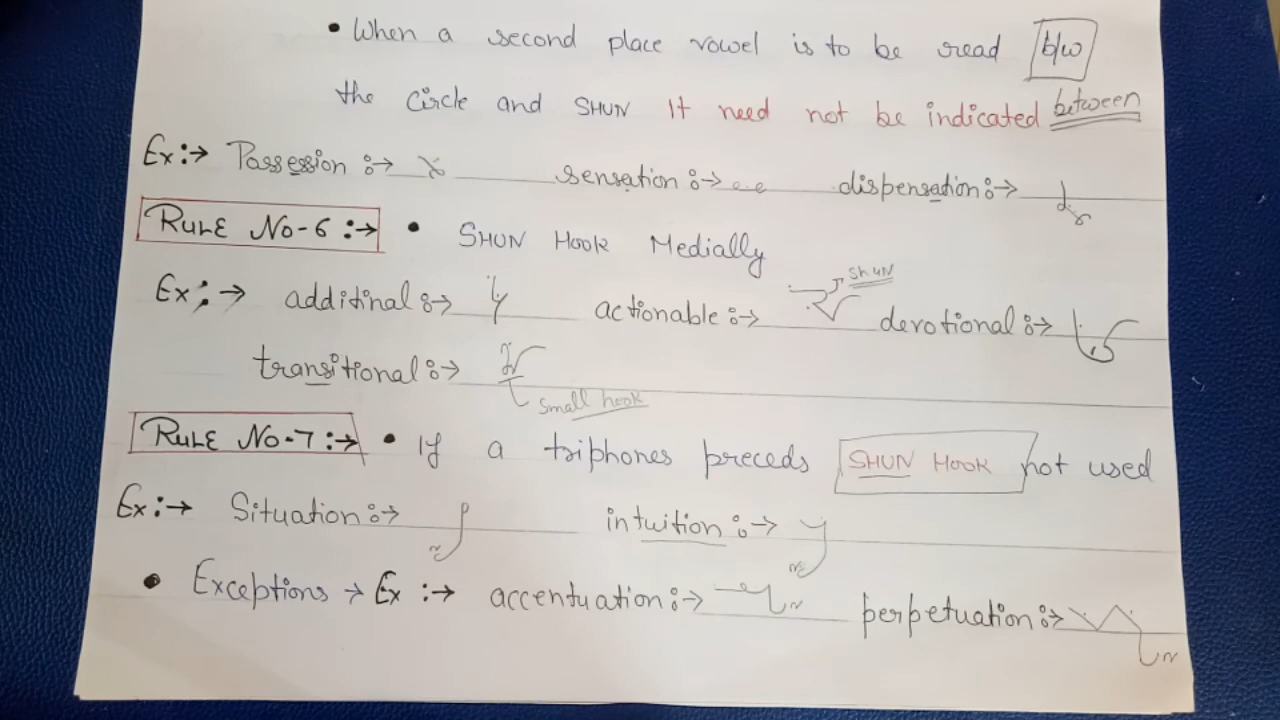 • When a second place vowel is to be read b/w
the circle and SHUN It need not be indicated between
Ex:→ Possession :→ sensation :→ dispensation :→
RULE No-6 :→ • SHUN Hook Medially
Ex:→ additinal :→ actionable :→ SHUN devotional :→
transitional :→ small hook
RULE No-7 :→ • If a triphones preceds SHUN HOOK not used
Ex:→ Situation :→ intuition :→
• Exceptions → Ex :→ accentuation :→ perpetuation :→